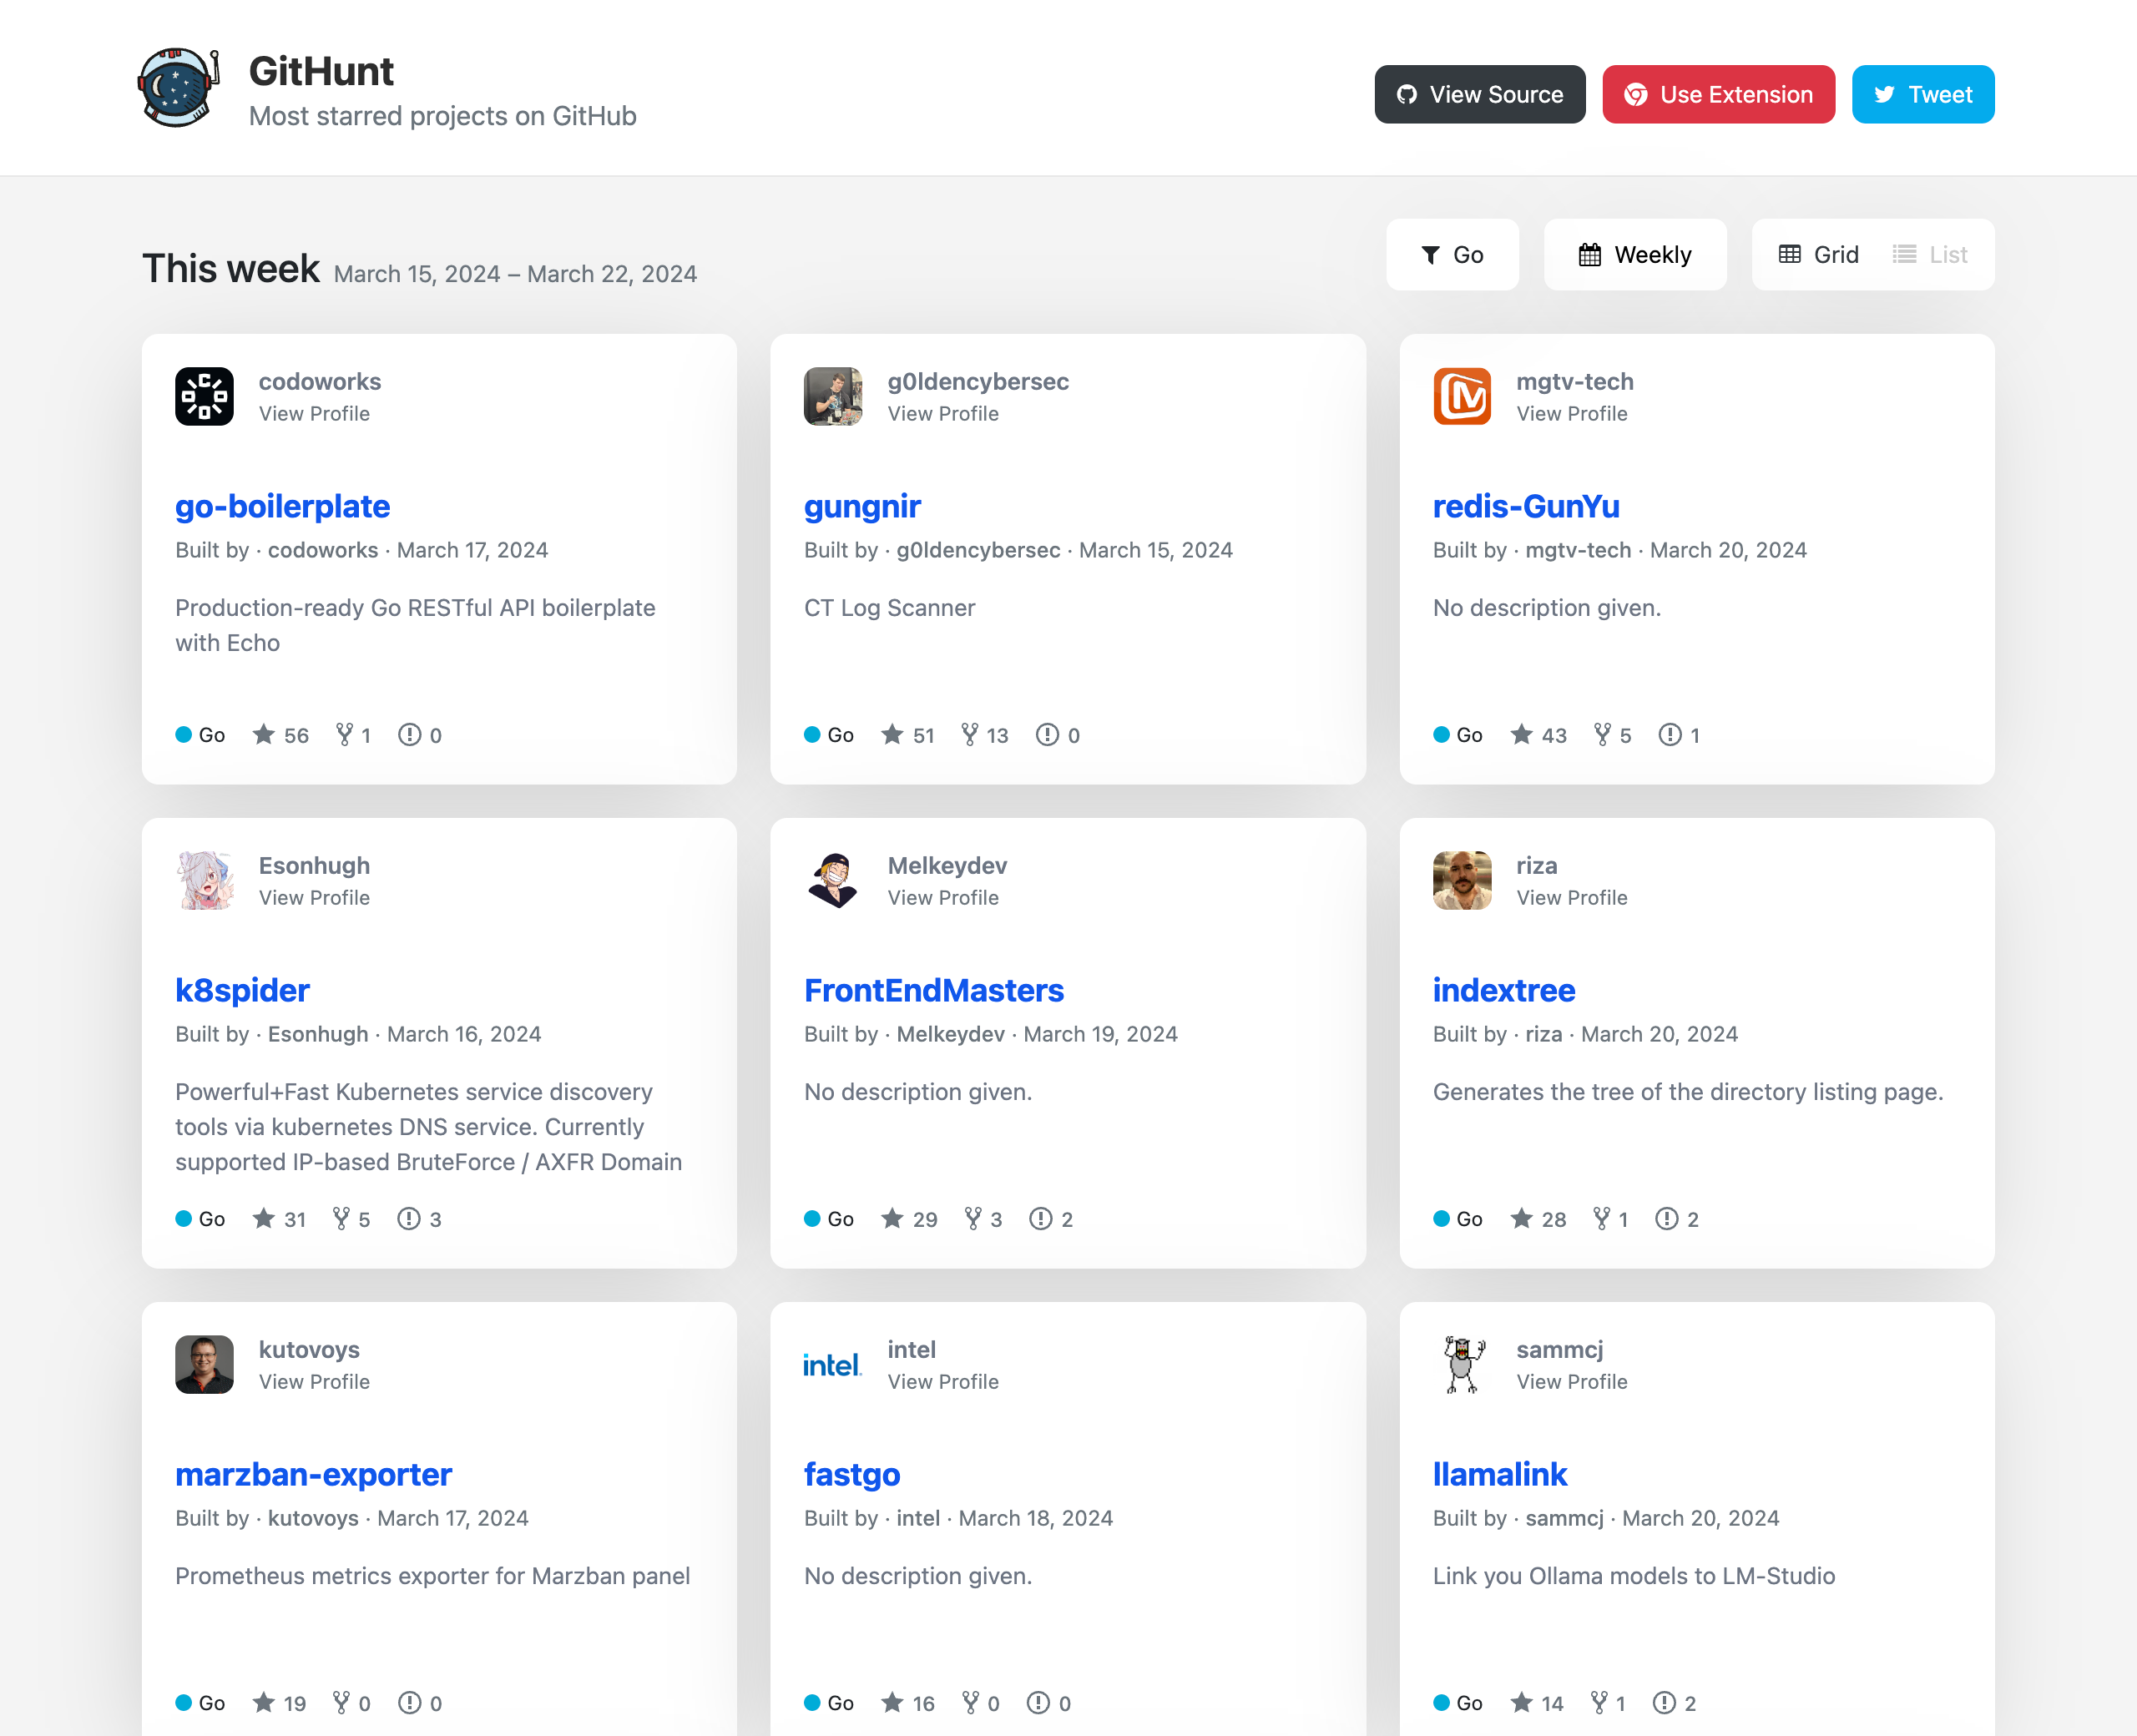 GitHunt
Most starred projects on GitHub
View Source
Use Extension
Tweet
This week March 15, 2024 – March 22, 2024
Go
Weekly
Grid
List
codoworks
View Profile
go-boilerplate
Built by · codoworks · March 17, 2024
Production-ready Go RESTful API boilerplate
with Echo
Go 56 1 0
g0ldencybersec
View Profile
gungnir
Built by · g0ldencybersec · March 15, 2024
CT Log Scanner
Go 51 13 0
mgtv-tech
View Profile
redis-GunYu
Built by · mgtv-tech · March 20, 2024
No description given.
Go 43 5 1
Esonhugh
View Profile
k8spider
Built by · Esonhugh · March 16, 2024
Powerful+Fast Kubernetes service discovery
tools via kubernetes DNS service. Currently
supported IP-based BruteForce / AXFR Domain
Go 31 5 3
Melkeydev
View Profile
FrontEndMasters
Built by · Melkeydev · March 19, 2024
No description given.
Go 29 3 2
riza
View Profile
indextree
Built by · riza · March 20, 2024
Generates the tree of the directory listing page.
Go 28 1 2
kutovoys
View Profile
marzban-exporter
Built by · kutovoys · March 17, 2024
Prometheus metrics exporter for Marzban panel
Go 19 0 0
intel.
intel
View Profile
fastgo
Built by · intel · March 18, 2024
No description given.
Go 16 0 0
sammcj
View Profile
llamalink
Built by · sammcj · March 20, 2024
Link you Ollama models to LM-Studio
Go 14 1 2